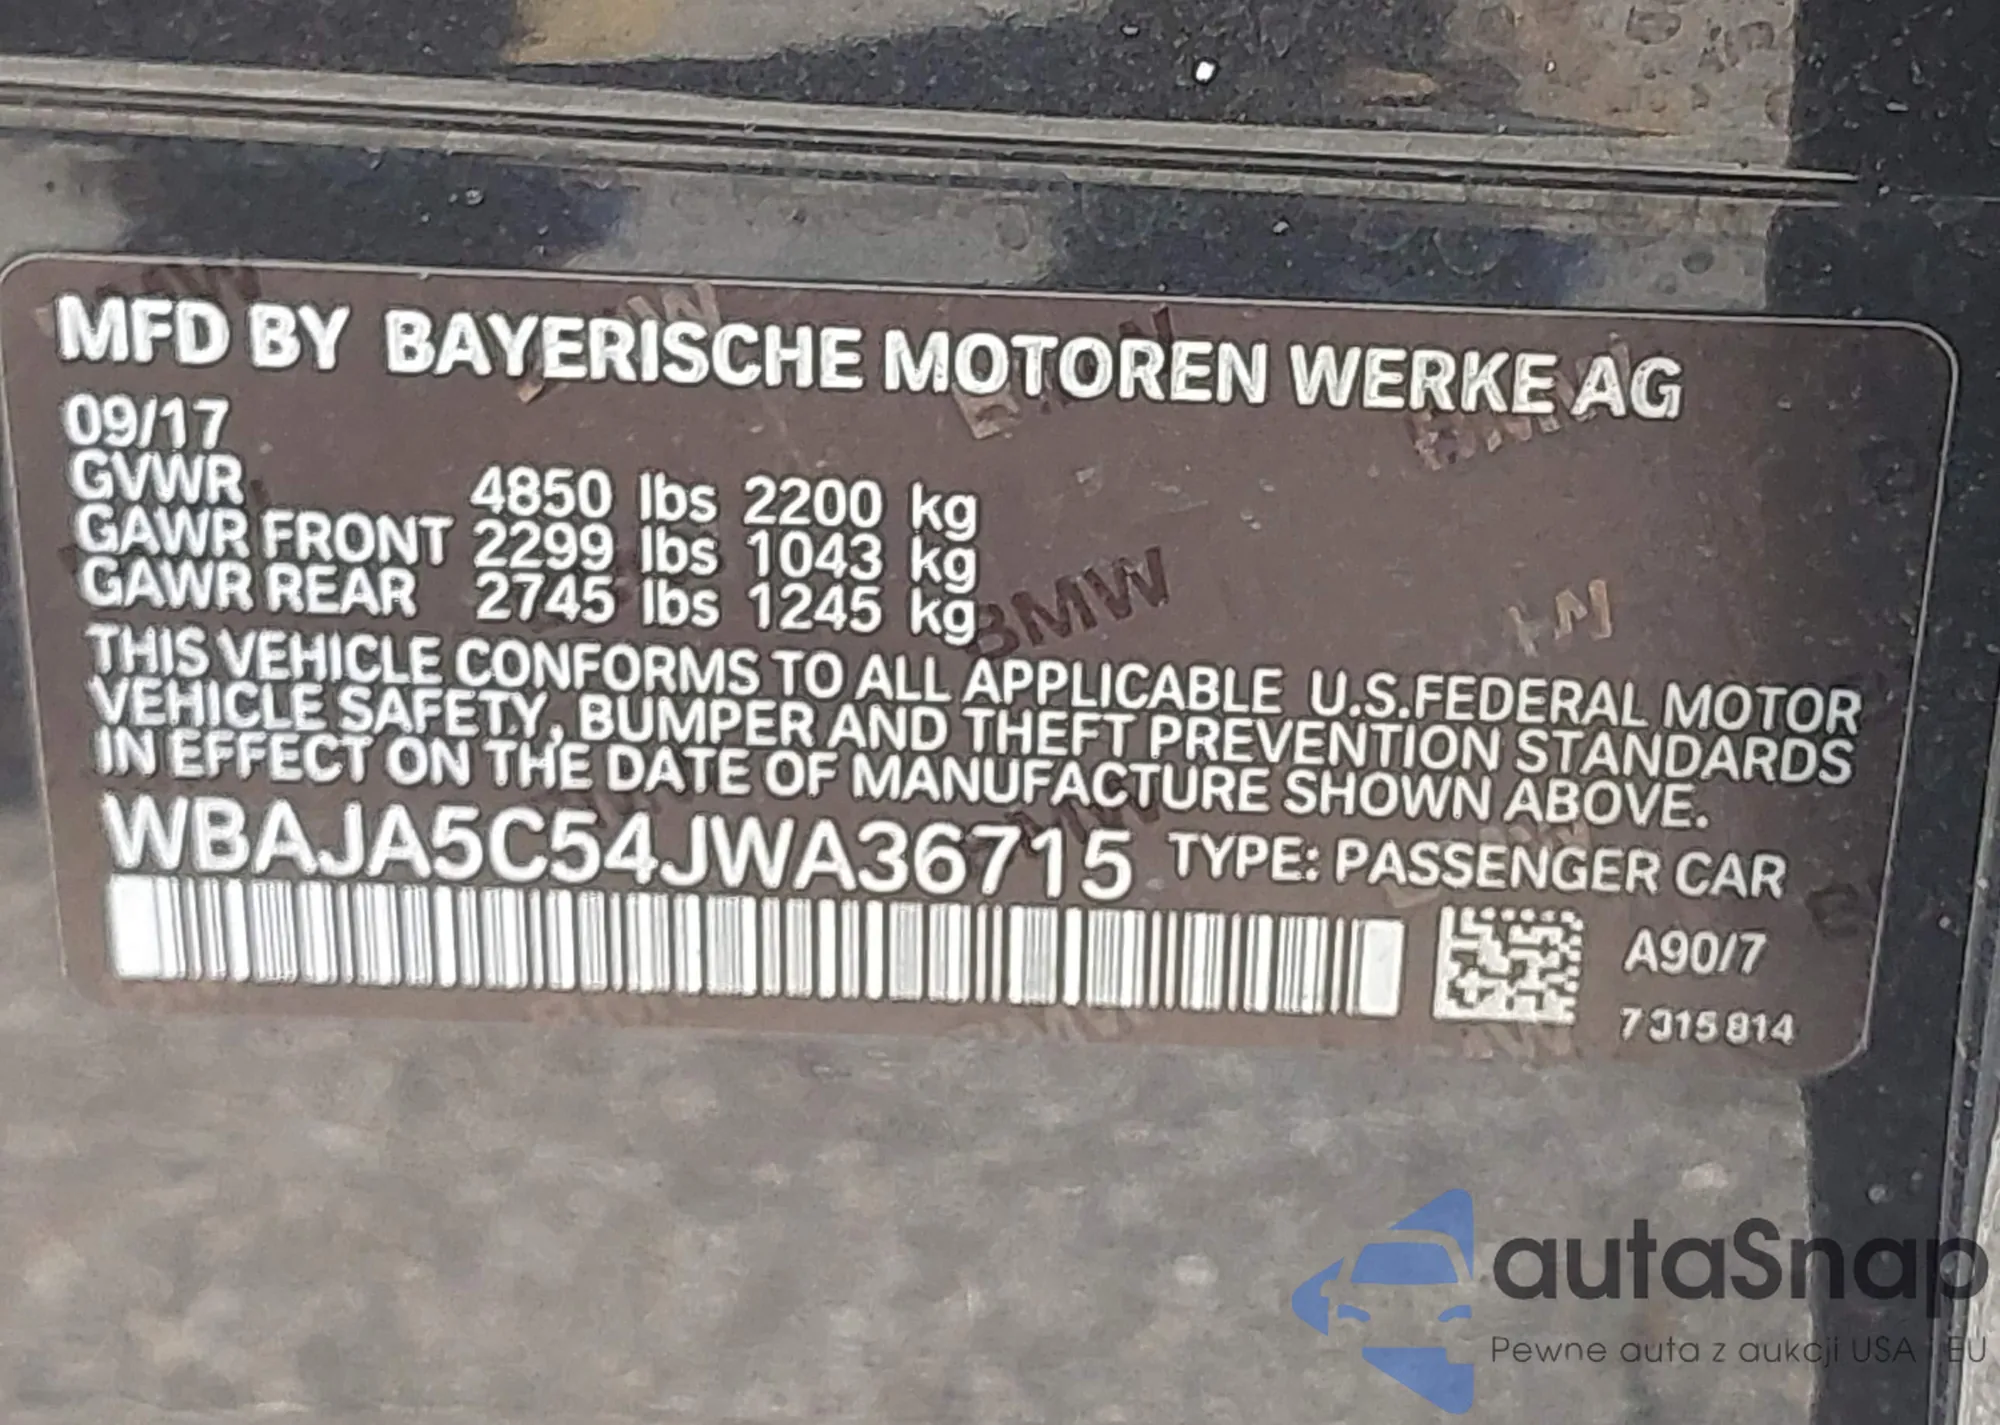 MFD BY BAYERISCHE MOTOREN WERKE AG
09/17
GVWR 4850 lbs 2200 kg
GAWR FRONT 2299 lbs 1043 kg
GAWR REAR 2745 lbs 1245 kg
THIS VEHICLE CONFORMS TO ALL APPLICABLE U.S.FEDERAL MOTOR
VEHICLE SAFETY, BUMPER AND THEFT PREVENTION STANDARDS
IN EFFECT ON THE DATE OF MANUFACTURE SHOWN ABOVE.
WBAJA5C54JWA36715 TYPE: PASSENGER CAR
A90/7
7315814
BMW
autaSnap
Pewne auta z aukcji USA i EU